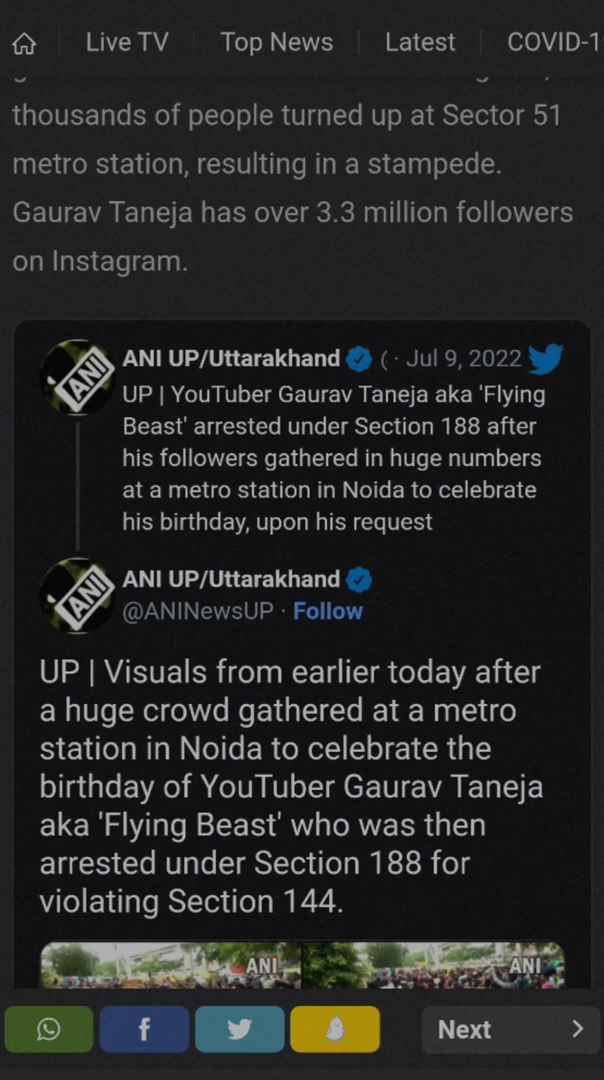 Live TV
Top News
Latest
COVID-1
thousands of people turned up at Sector 51
metro station, resulting in a stampede.
Gaurav Taneja has over 3.3 million followers
on Instagram.
ANI
ANI UP/Uttarakhand ( · Jul 9, 2022
UP | YouTuber Gaurav Taneja aka 'Flying
Beast' arrested under Section 188 after
his followers gathered in huge numbers
at a metro station in Noida to celebrate
his birthday, upon his request
ANI
ANI UP/Uttarakhand
@ANINewsUP · Follow
UP | Visuals from earlier today after
a huge crowd gathered at a metro
station in Noida to celebrate the
birthday of YouTuber Gaurav Taneja
aka 'Flying Beast' who was then
arrested under Section 188 for
violating Section 144.
ANI
ANI
f
Next